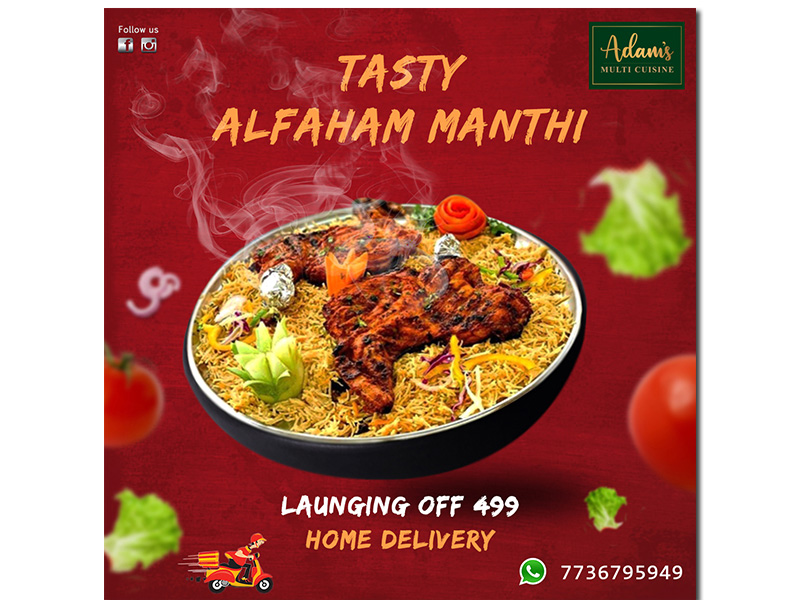 Follow us
Adam's
MULTI CUISINE
TASTY
ALFAHAM MANTHI
LAUNGING OFF 499
HOME DELIVERY
7736795949